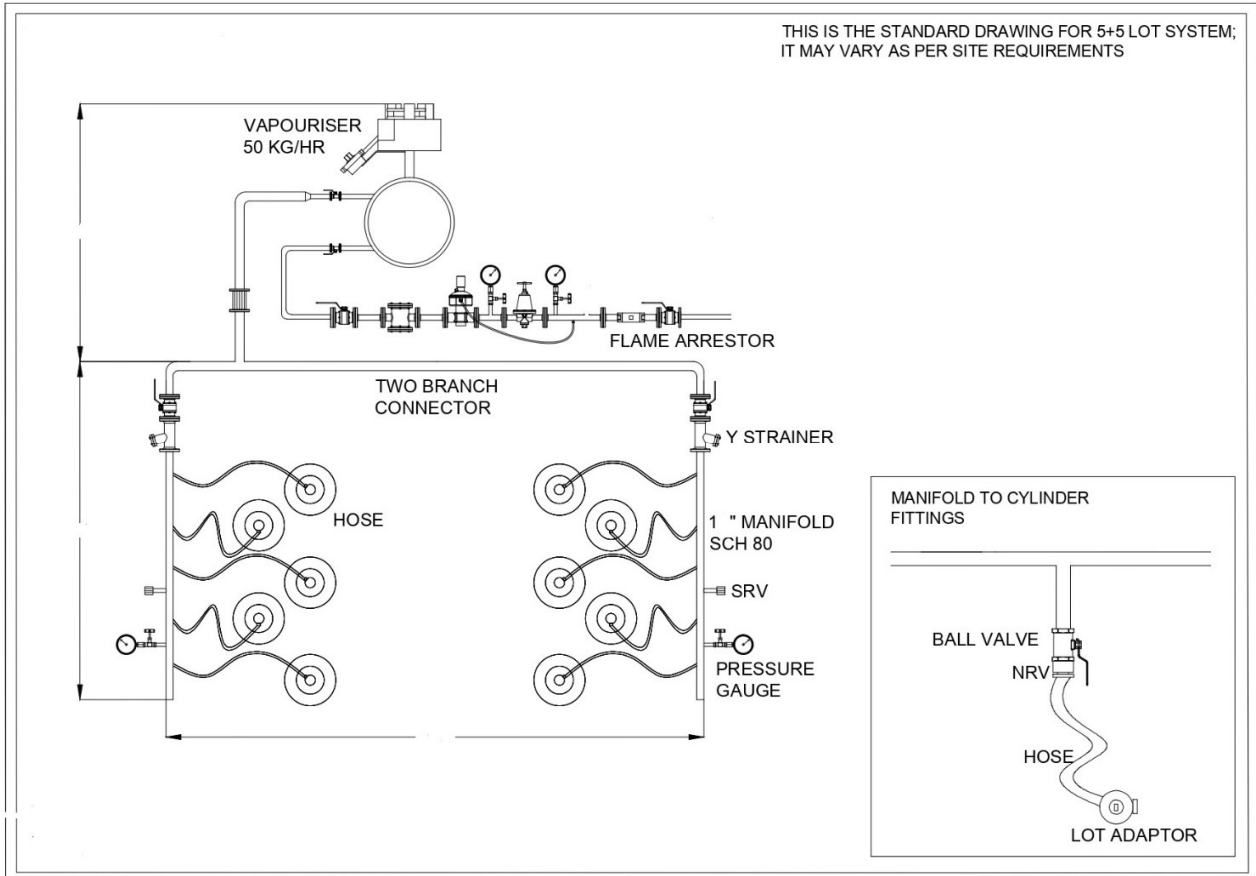 THIS IS THE STANDARD DRAWING FOR 5+5 LOT SYSTEM;
IT MAY VARY AS PER SITE REQUIREMENTS
VAPOURISER
50 KG/HR
FLAME ARRESTOR
TWO BRANCH
CONNECTOR
Y STRAINER
HOSE
1 " MANIFOLD
SCH 80
SRV
PRESSURE
GAUGE
MANIFOLD TO CYLINDER
FITTINGS
BALL VALVE
NRV
HOSE
LOT ADAPTOR